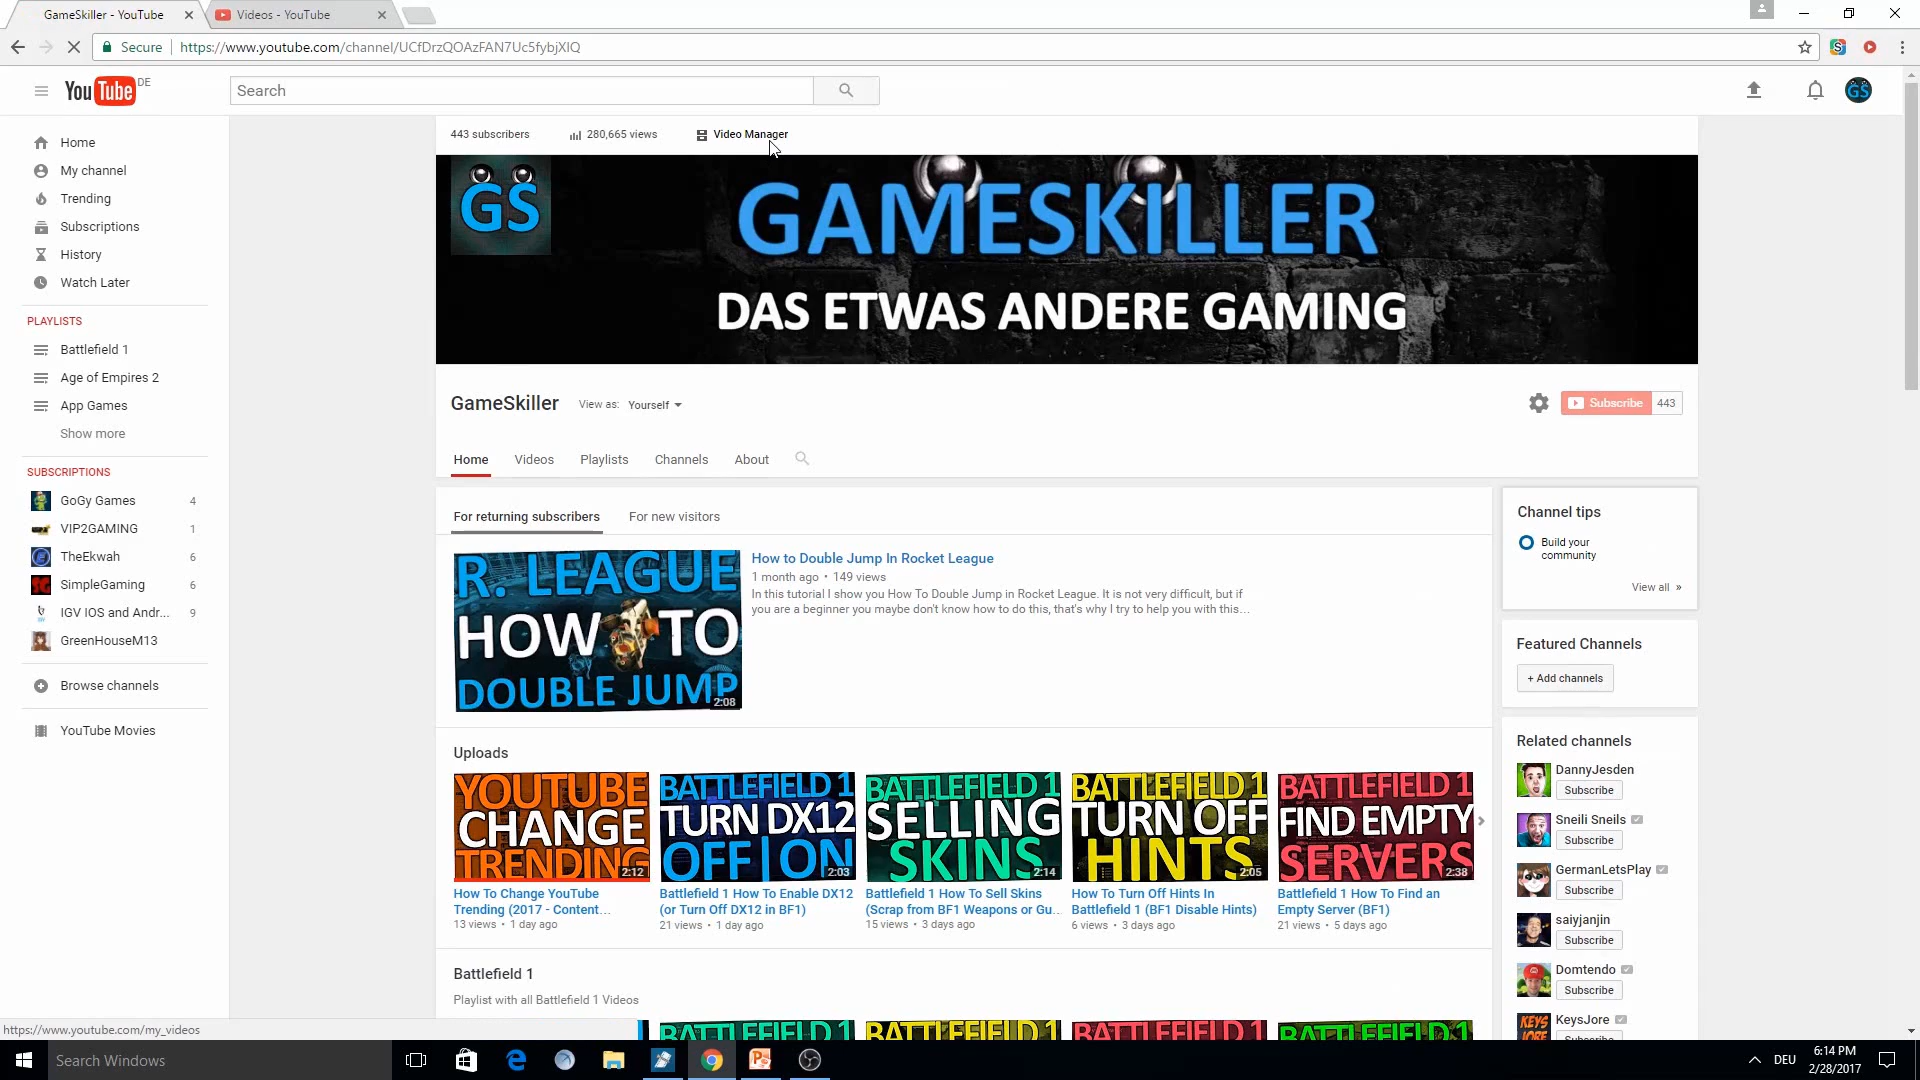 GameSkiller - YouTube
Videos - YouTube
Secure
https://www.youtube.com/channel/UCfDrzQOAzFAN7Uc5fybjXIQ
YouTube DE
Search
GS
443 subscribers
280,665 views
Video Manager
Home
My channel
Trending
Subscriptions
History
Watch Later
PLAYLISTS
Battlefield 1
Age of Empires 2
App Games
Show more
SUBSCRIPTIONS
GoGy Games 4
VIP2GAMING 1
TheEkwah 6
SimpleGaming 6
IGV IOS and Andr... 9
GreenHouseM13
Browse channels
YouTube Movies
GS
GAMESKILLER
DAS ETWAS ANDERE GAMING
GameSkiller
View as: Yourself
Subscribe 443
Home
Videos
Playlists
Channels
About
For returning subscribers
For new visitors
R. LEAGUE
HOW TO
DOUBLE JUMP
2:08
How to Double Jump In Rocket League
1 month ago • 149 views
In this tutorial I show you How To Double Jump in Rocket League. It is not very difficult, but if
you are a beginner you maybe don't know how to do this, that's why I try to help you with this...
Uploads
YOUTUBE
CHANGE
TRENDING
2:12
How To Change YouTube
Trending (2017 - Content...
13 views • 1 day ago
BATTLEFIELD 1
TURN DX12
OFF|ON
2:03
Battlefield 1 How To Enable DX12
(or Turn Off DX12 in BF1)
21 views • 1 day ago
BATTLEFIELD 1
SELLING
SKINS
2:14
Battlefield 1 How To Sell Skins
(Scrap from BF1 Weapons or Gu...
15 views • 3 days ago
BATTLEFIELD 1
TURN OFF
HINTS
2:05
How To Turn Off Hints In
Battlefield 1 (BF1 Disable Hints)
6 views • 3 days ago
BATTLEFIELD 1
FIND EMPTY
SERVERS
2:38
Battlefield 1 How To Find an
Empty Server (BF1)
21 views • 5 days ago
Battlefield 1
Playlist with all Battlefield 1 Videos
BATTLEFIELD 1
BATTLEFIELD 1
BATTLEFIELD 1
BATTLEFIELD 1
Channel tips
Build your
community
View all »
Featured Channels
+ Add channels
Related channels
DannyJesden
Subscribe
Sneili Sneils
Subscribe
GermanLetsPlay
Subscribe
saiyjanjin
Subscribe
Domtendo
Subscribe
KEYS
JORE
KeysJore
Subscribe
https://www.youtube.com/my_videos
Search Windows
DEU
6:14 PM
2/28/2017